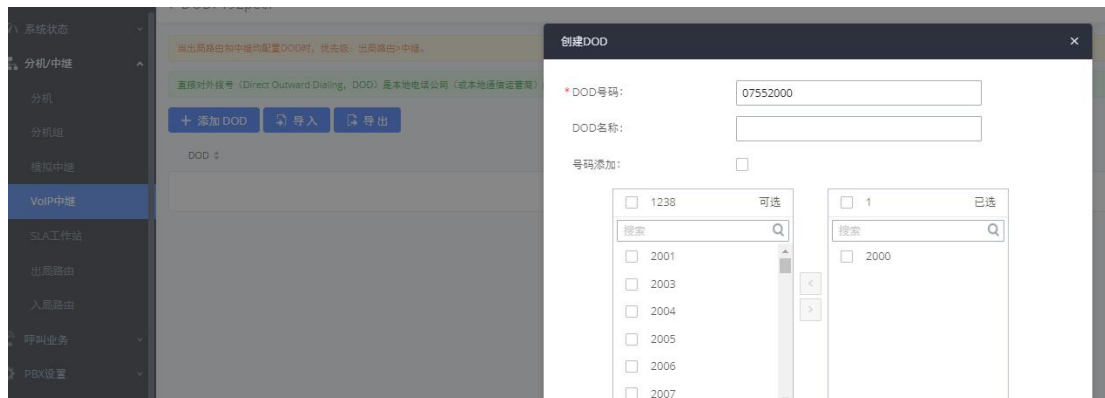 系统状态
分机/中继
分机
分机组
模拟中继
VoIP中继
SLA工作站
出局路由
入局路由
呼叫业务
PBX设置
当出局路由和中继均配置DOD时，优先级：出局路由>中继。
直接对外拨号（Direct Outward Dialing，DOD）是本地电话公司（或本地通信运营商）
添加 DOD
导入
导出
DOD
创建DOD
* DOD号码:
07552000
DOD名称:
号码添加:
1238 可选
搜索
2001
2003
2004
2005
2006
2007
1 已选
搜索
2000